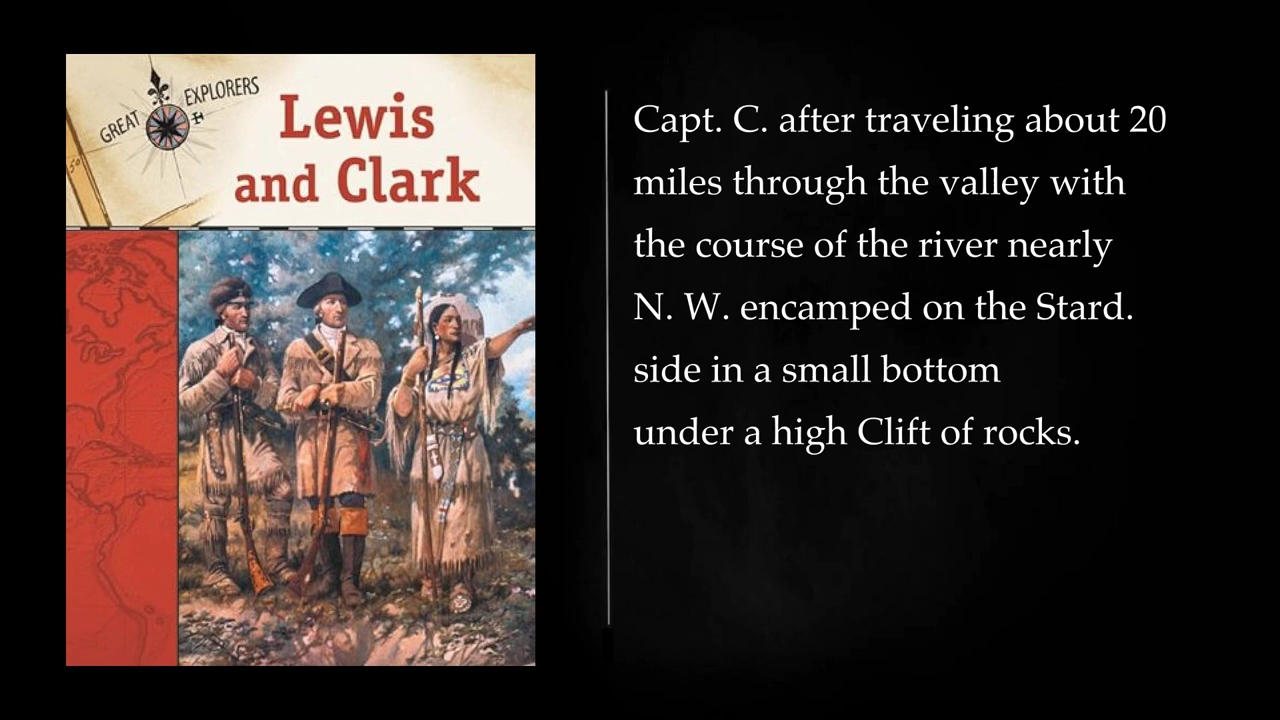 GREAT EXPLORERS
Lewis
and Clark
50
Capt. C. after traveling about 20
miles through the valley with
the course of the river nearly
N. W. encamped on the Stard.
side in a small bottom
under a high Clift of rocks.